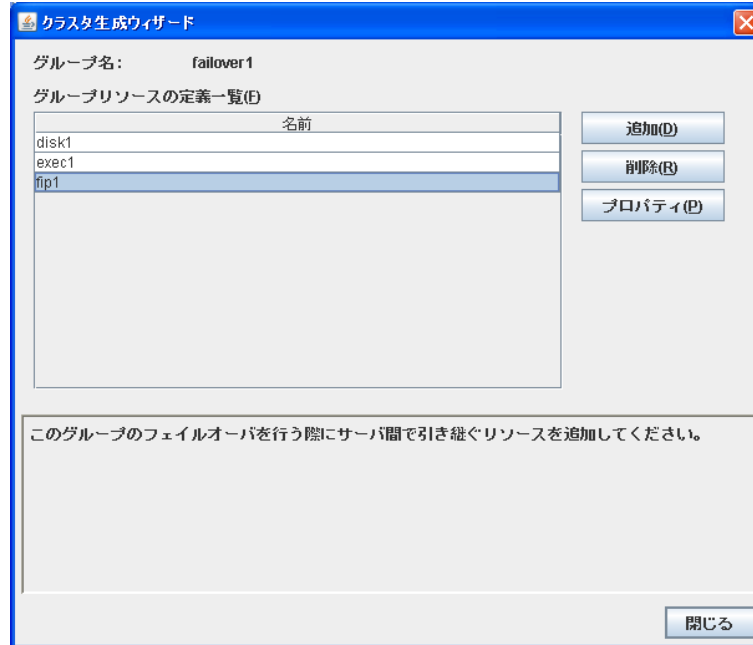 クラスタ生成ウィザード
グループ名: failover1
グループリソースの定義一覧(F)
名前
disk1
exec1
fip1
追加(D)
削除(R)
プロパティ(P)
このグループのフェイルオーバを行う際にサーバ間で引き継ぐリソースを追加してください。
閉じる